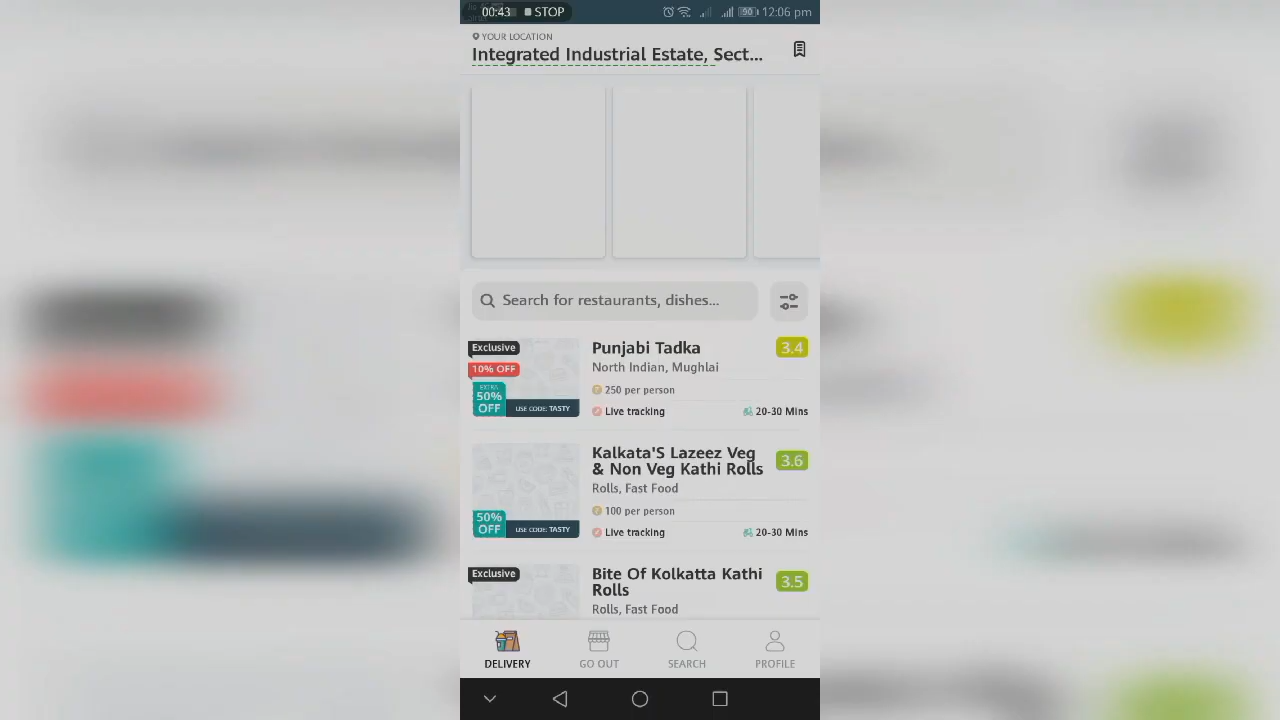 00:43 STOP 90 12:06 pm
YOUR LOCATION
Integrated Industrial Estate, Sect...
Search for restaurants, dishes...
Exclusive
10% OFF
EXTRA
50%
OFF
USE CODE: TASTY
Punjabi Tadka
3.4
North Indian, Mughlai
250 per person
Live tracking
20-30 Mins
50%
OFF
USE CODE: TASTY
Kalkata'S Lazeez Veg
& Non Veg Kathi Rolls
3.6
Rolls, Fast Food
100 per person
Live tracking
20-30 Mins
Exclusive
Bite Of Kolkatta Kathi
Rolls
3.5
Rolls, Fast Food
DELIVERY
GO OUT
SEARCH
PROFILE